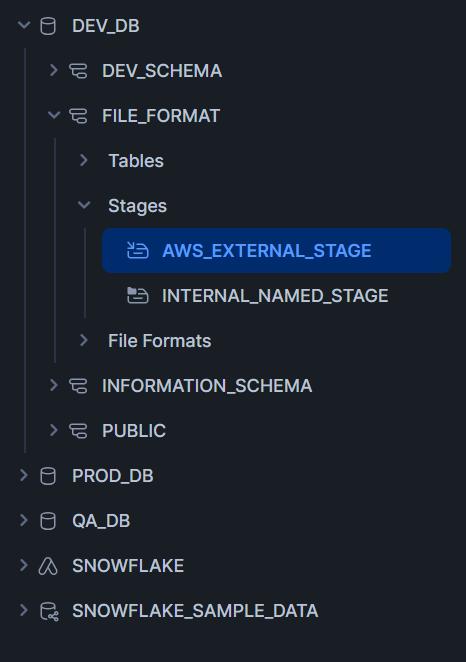 DEV_DB
DEV_SCHEMA
FILE_FORMAT
Tables
Stages
AWS_EXTERNAL_STAGE
INTERNAL_NAMED_STAGE
File Formats
INFORMATION_SCHEMA
PUBLIC
PROD_DB
QA_DB
SNOWFLAKE
SNOWFLAKE_SAMPLE_DATA